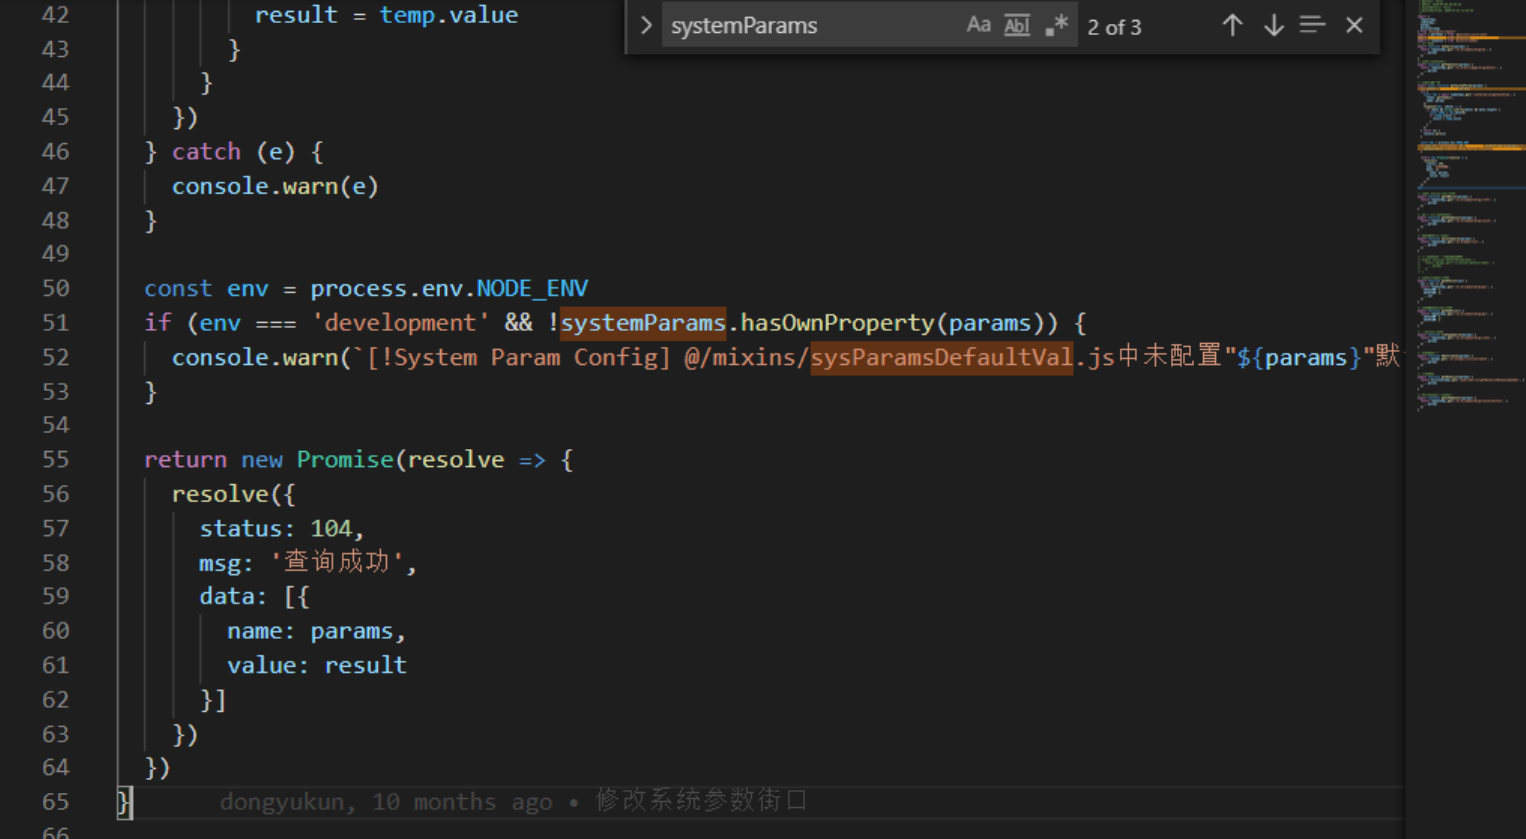 systemParams Aa Abl .* 2 of 3
42 result = temp.value
43 }
44 }
45 })
46 } catch (e) {
47 console.warn(e)
48 }
49
50 const env = process.env.NODE_ENV
51 if (env === 'development' && !systemParams.hasOwnProperty(params)) {
52 console.warn(`[!System Param Config] @/mixins/sysParamsDefaultVal.js中未配置"${params}"默
53 }
54
55 return new Promise(resolve => {
56 resolve({
57 status: 104,
58 msg: '查询成功',
59 data: [{
60 name: params,
61 value: result
62 }]
63 })
64 })
65 } dongyukun, 10 months ago • 修改系统参数街口
66